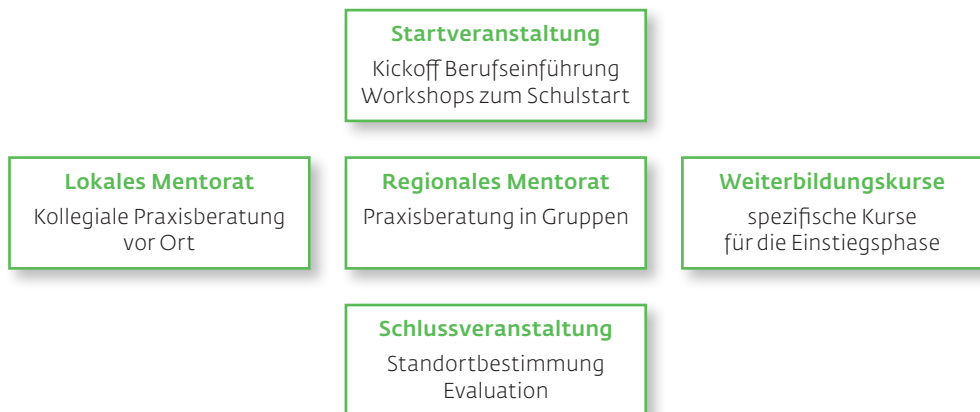 Startveranstaltung
Kickoff Berufseinführung
Workshops zum Schulstart
Lokales Mentorat
Kollegiale Praxisberatung
vor Ort
Regionales Mentorat
Praxisberatung in Gruppen
Weiterbildungskurse
spezifische Kurse
für die Einstiegsphase
Schlussveranstaltung
Standortbestimmung
Evaluation